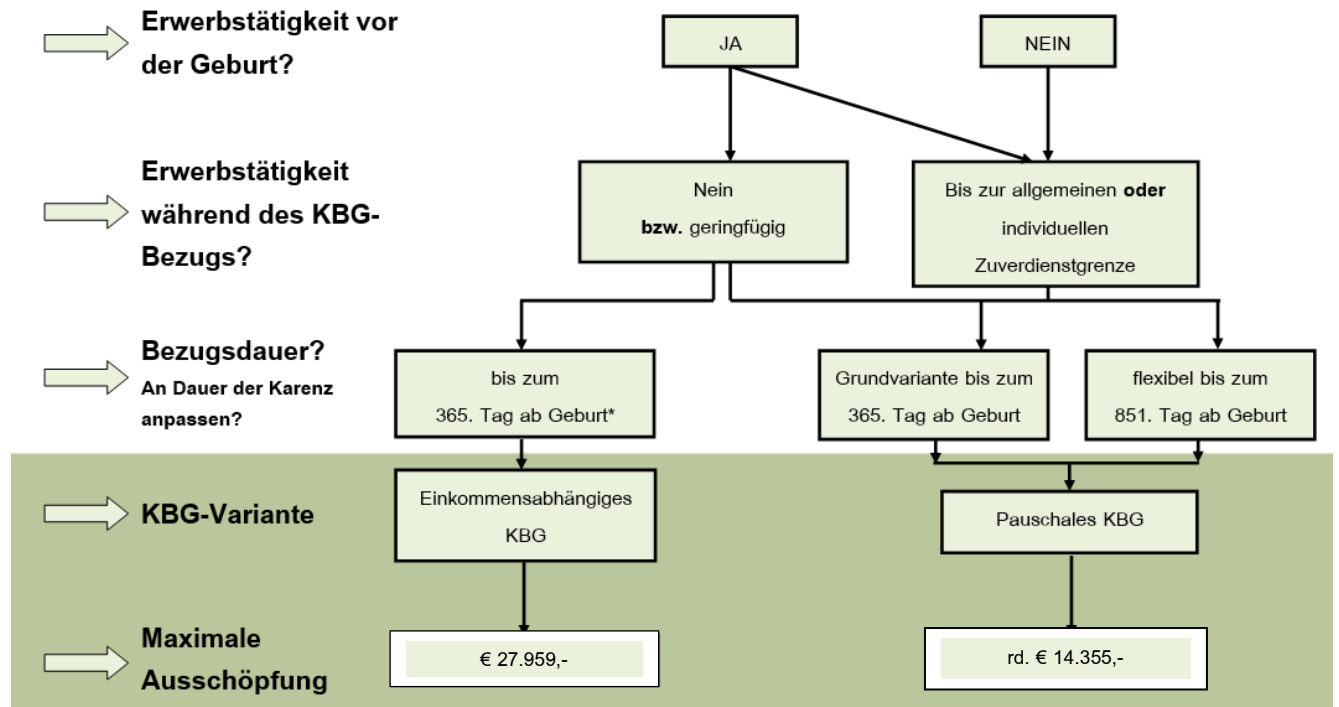 Erwerbstätigkeit vor
der Geburt?
JA
NEIN
Erwerbstätigkeit
während des KBG-
Bezugs?
Nein
bzw. geringfügig
Bis zur allgemeinen oder
individuellen
Zuverdienstgrenze
Bezugsdauer?
An Dauer der Karenz
anpassen?
bis zum
365. Tag ab Geburt*
Grundvariante bis zum
365. Tag ab Geburt
flexibel bis zum
851. Tag ab Geburt
KBG-Variante
Einkommensabhängiges
KBG
Pauschales KBG
Maximale
Ausschöpfung
€ 27.959,-
rd. € 14.355,-